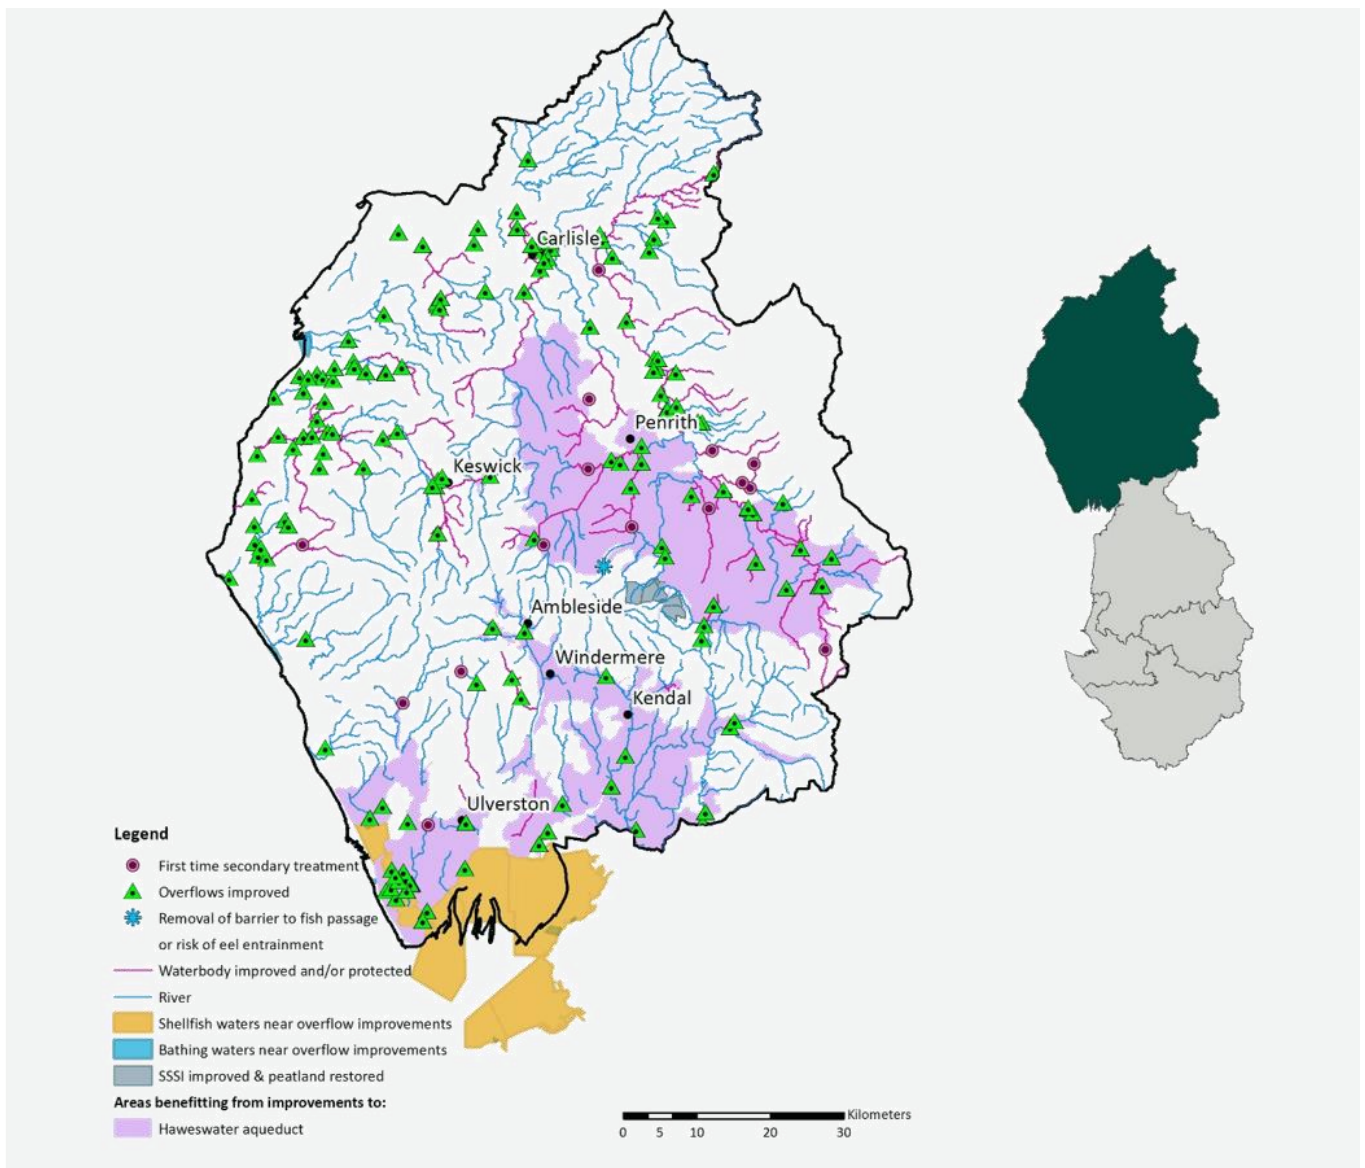 Carlisle
Penrith
Keswick
Ambleside
Windermere
Kendal
Ulverston
Legend
First time secondary treatment
Overflows improved
Removal of barrier to fish passage
or risk of eel entrainment
Waterbody improved and/or protected
River
Shellfish waters near overflow improvements
Bathing waters near overflow improvements
SSSI improved & peatland restored
Areas benefitting from improvements to:
Haweswater aqueduct
Kilometers
0 5 10 20 30